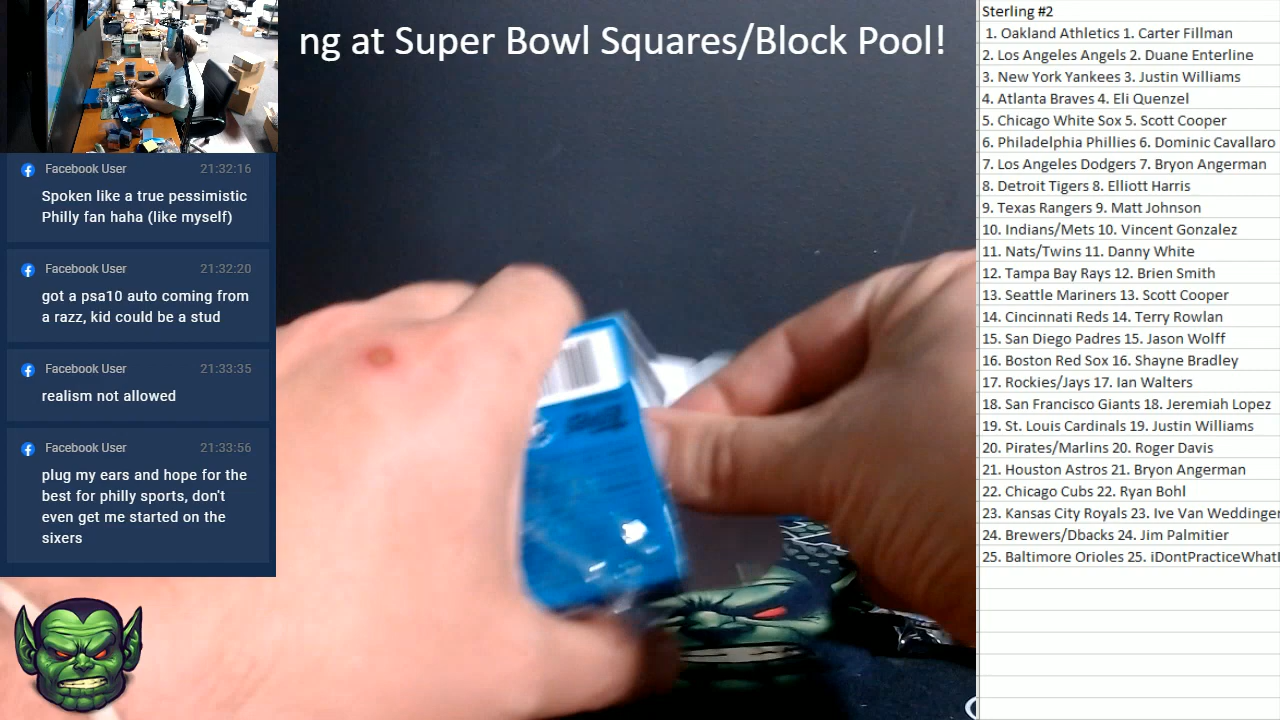 ng at Super Bowl Squares/Block Pool!
Facebook User 21:32:16
Spoken like a true pessimistic
Philly fan haha (like myself)
Facebook User 21:32:20
got a psa10 auto coming from
a razz, kid could be a stud
Facebook User 21:33:35
realism not allowed
Facebook User 21:33:56
plug my ears and hope for the
best for philly sports, don't
even get me started on the
sixers
Sterling #2
1. Oakland Athletics 1. Carter Fillman
2. Los Angeles Angels 2. Duane Enterline
3. New York Yankees 3. Justin Williams
4. Atlanta Braves 4. Eli Quenzel
5. Chicago White Sox 5. Scott Cooper
6. Philadelphia Phillies 6. Dominic Cavallaro
7. Los Angeles Dodgers 7. Bryon Angerman
8. Detroit Tigers 8. Elliott Harris
9. Texas Rangers 9. Matt Johnson
10. Indians/Mets 10. Vincent Gonzalez
11. Nats/Twins 11. Danny White
12. Tampa Bay Rays 12. Brien Smith
13. Seattle Mariners 13. Scott Cooper
14. Cincinnati Reds 14. Terry Rowlan
15. San Diego Padres 15. Jason Wolff
16. Boston Red Sox 16. Shayne Bradley
17. Rockies/Jays 17. Ian Walters
18. San Francisco Giants 18. Jeremiah Lopez
19. St. Louis Cardinals 19. Justin Williams
20. Pirates/Marlins 20. Roger Davis
21. Houston Astros 21. Bryon Angerman
22. Chicago Cubs 22. Ryan Bohl
23. Kansas City Royals 23. Ive Van Weddinger
24. Brewers/Dbacks 24. Jim Palmitier
25. Baltimore Orioles 25. iDontPracticeWhat